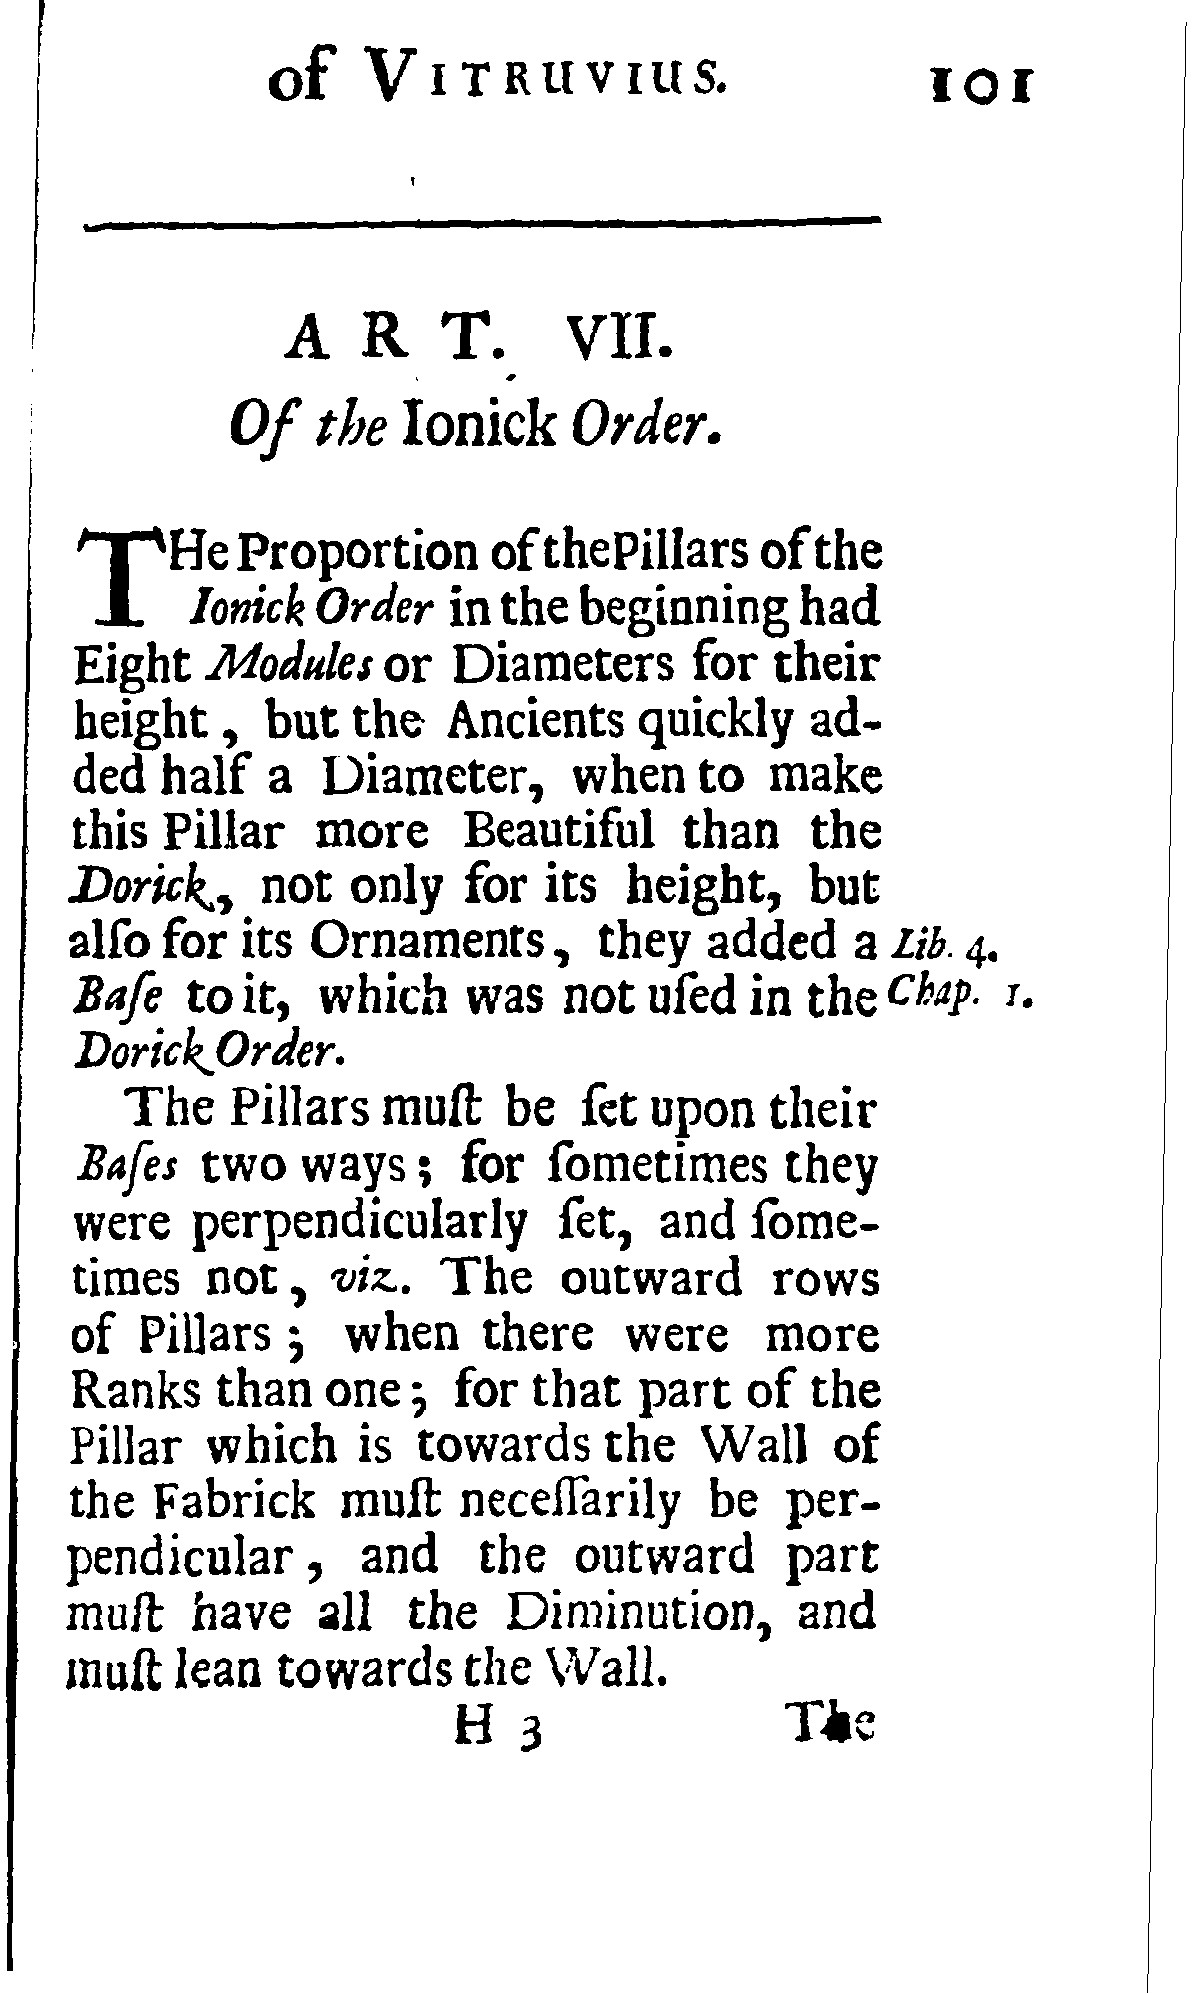 of VITRUVIUS. 101
ART. VII.
Of the Ionick Order.
THe Proportion of the Pillars of the
Ionick Order in the beginning had
Eight Modules or Diameters for their
height, but the Ancients quickly ad-
ded half a Diameter, when to make
this Pillar more Beautiful than the
Dorick, not only for its height, but
alſo for its Ornaments, they added a Lib. 4.
Baſe to it, which was not uſed in the Chap. 1.
Dorick Order.
The Pillars muſt be ſet upon their
Baſes two ways; for ſometimes they
were perpendicularly ſet, and ſome-
times not, viz. The outward rows
of Pillars; when there were more
Ranks than one; for that part of the
Pillar which is towards the Wall of
the Fabrick muſt neceſſarily be per-
pendicular, and the outward part
muſt have all the Diminution, and
muſt lean towards the Wall.
H 3 The